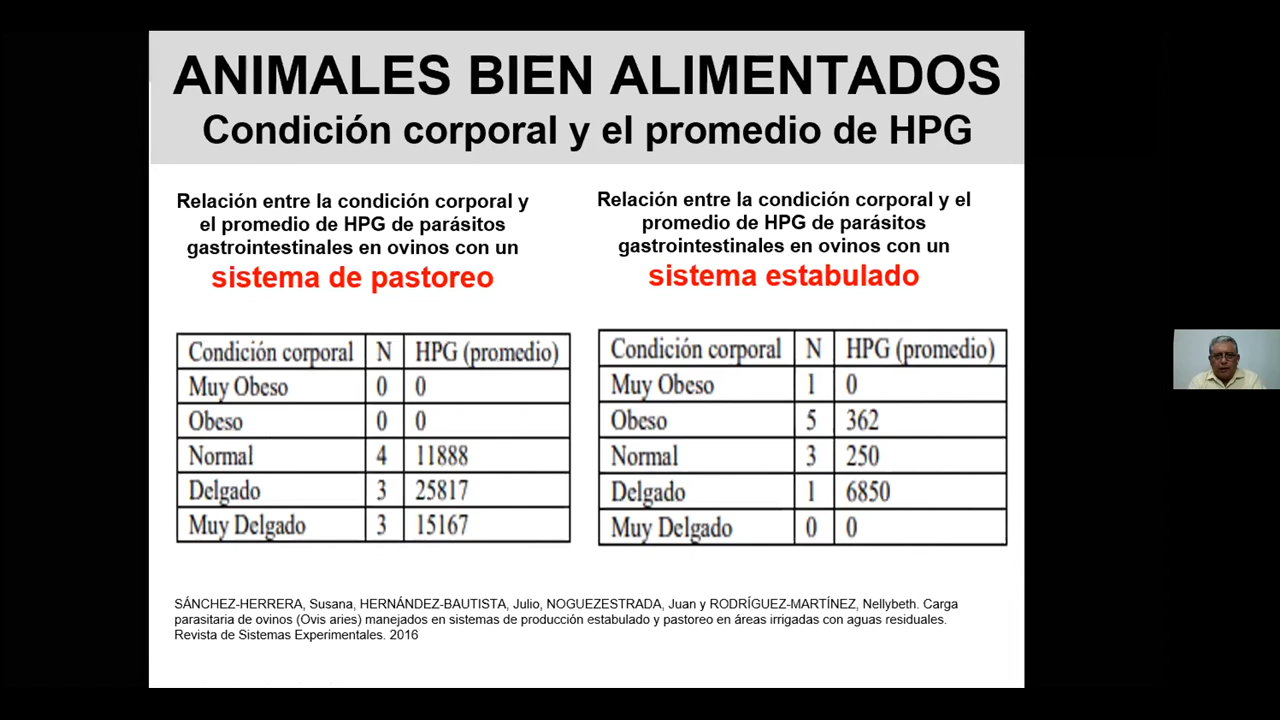 ANIMALES BIEN ALIMENTADOS
Condición corporal y el promedio de HPG
Relación entre la condición corporal y
el promedio de HPG de parásitos
gastrointestinales en ovinos con un
sistema de pastoreo
Condición corporal N HPG (promedio)
Muy Obeso 0 0
Obeso 0 0
Normal 4 11888
Delgado 3 25817
Muy Delgado 3 15167
Relación entre la condición corporal y el
promedio de HPG de parásitos
gastrointestinales en ovinos con un
sistema estabulado
Condición corporal N HPG (promedio)
Muy Obeso 1 0
Obeso 5 362
Normal 3 250
Delgado 1 6850
Muy Delgado 0 0
SÁNCHEZ-HERRERA, Susana, HERNÁNDEZ-BAUTISTA, Julio, NOGUEZESTRADA, Juan y RODRÍGUEZ-MARTÍNEZ, Nellybeth. Carga
parasitaria de ovinos (Ovis aries) manejados en sistemas de producción estabulado y pastoreo en áreas irrigadas con aguas residuales.
Revista de Sistemas Experimentales. 2016